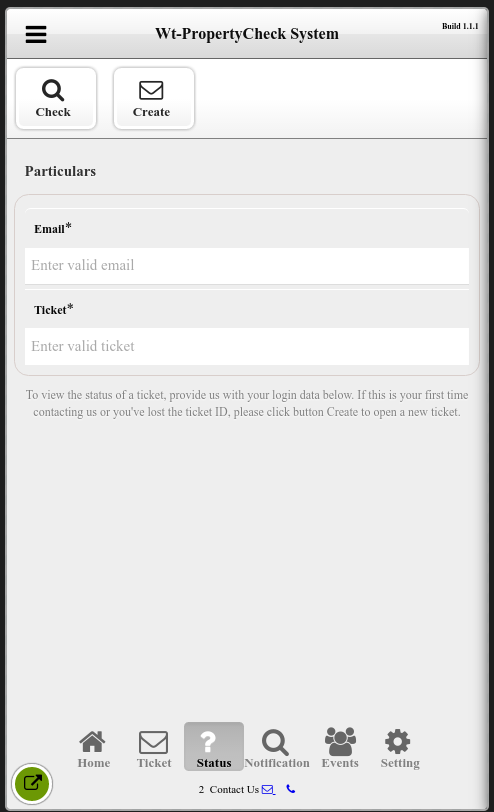 Wt-PropertyCheck System
Build 1.1.1
Check
Create
Particulars
Email*
Enter valid email
Ticket*
Enter valid ticket
To view the status of a ticket, provide us with your login data below. If this is your first time
contacting us or you've lost the ticket ID, please click button Create to open a new ticket.
Home
Ticket
Status
Notification
Events
Setting
2 Contact Us